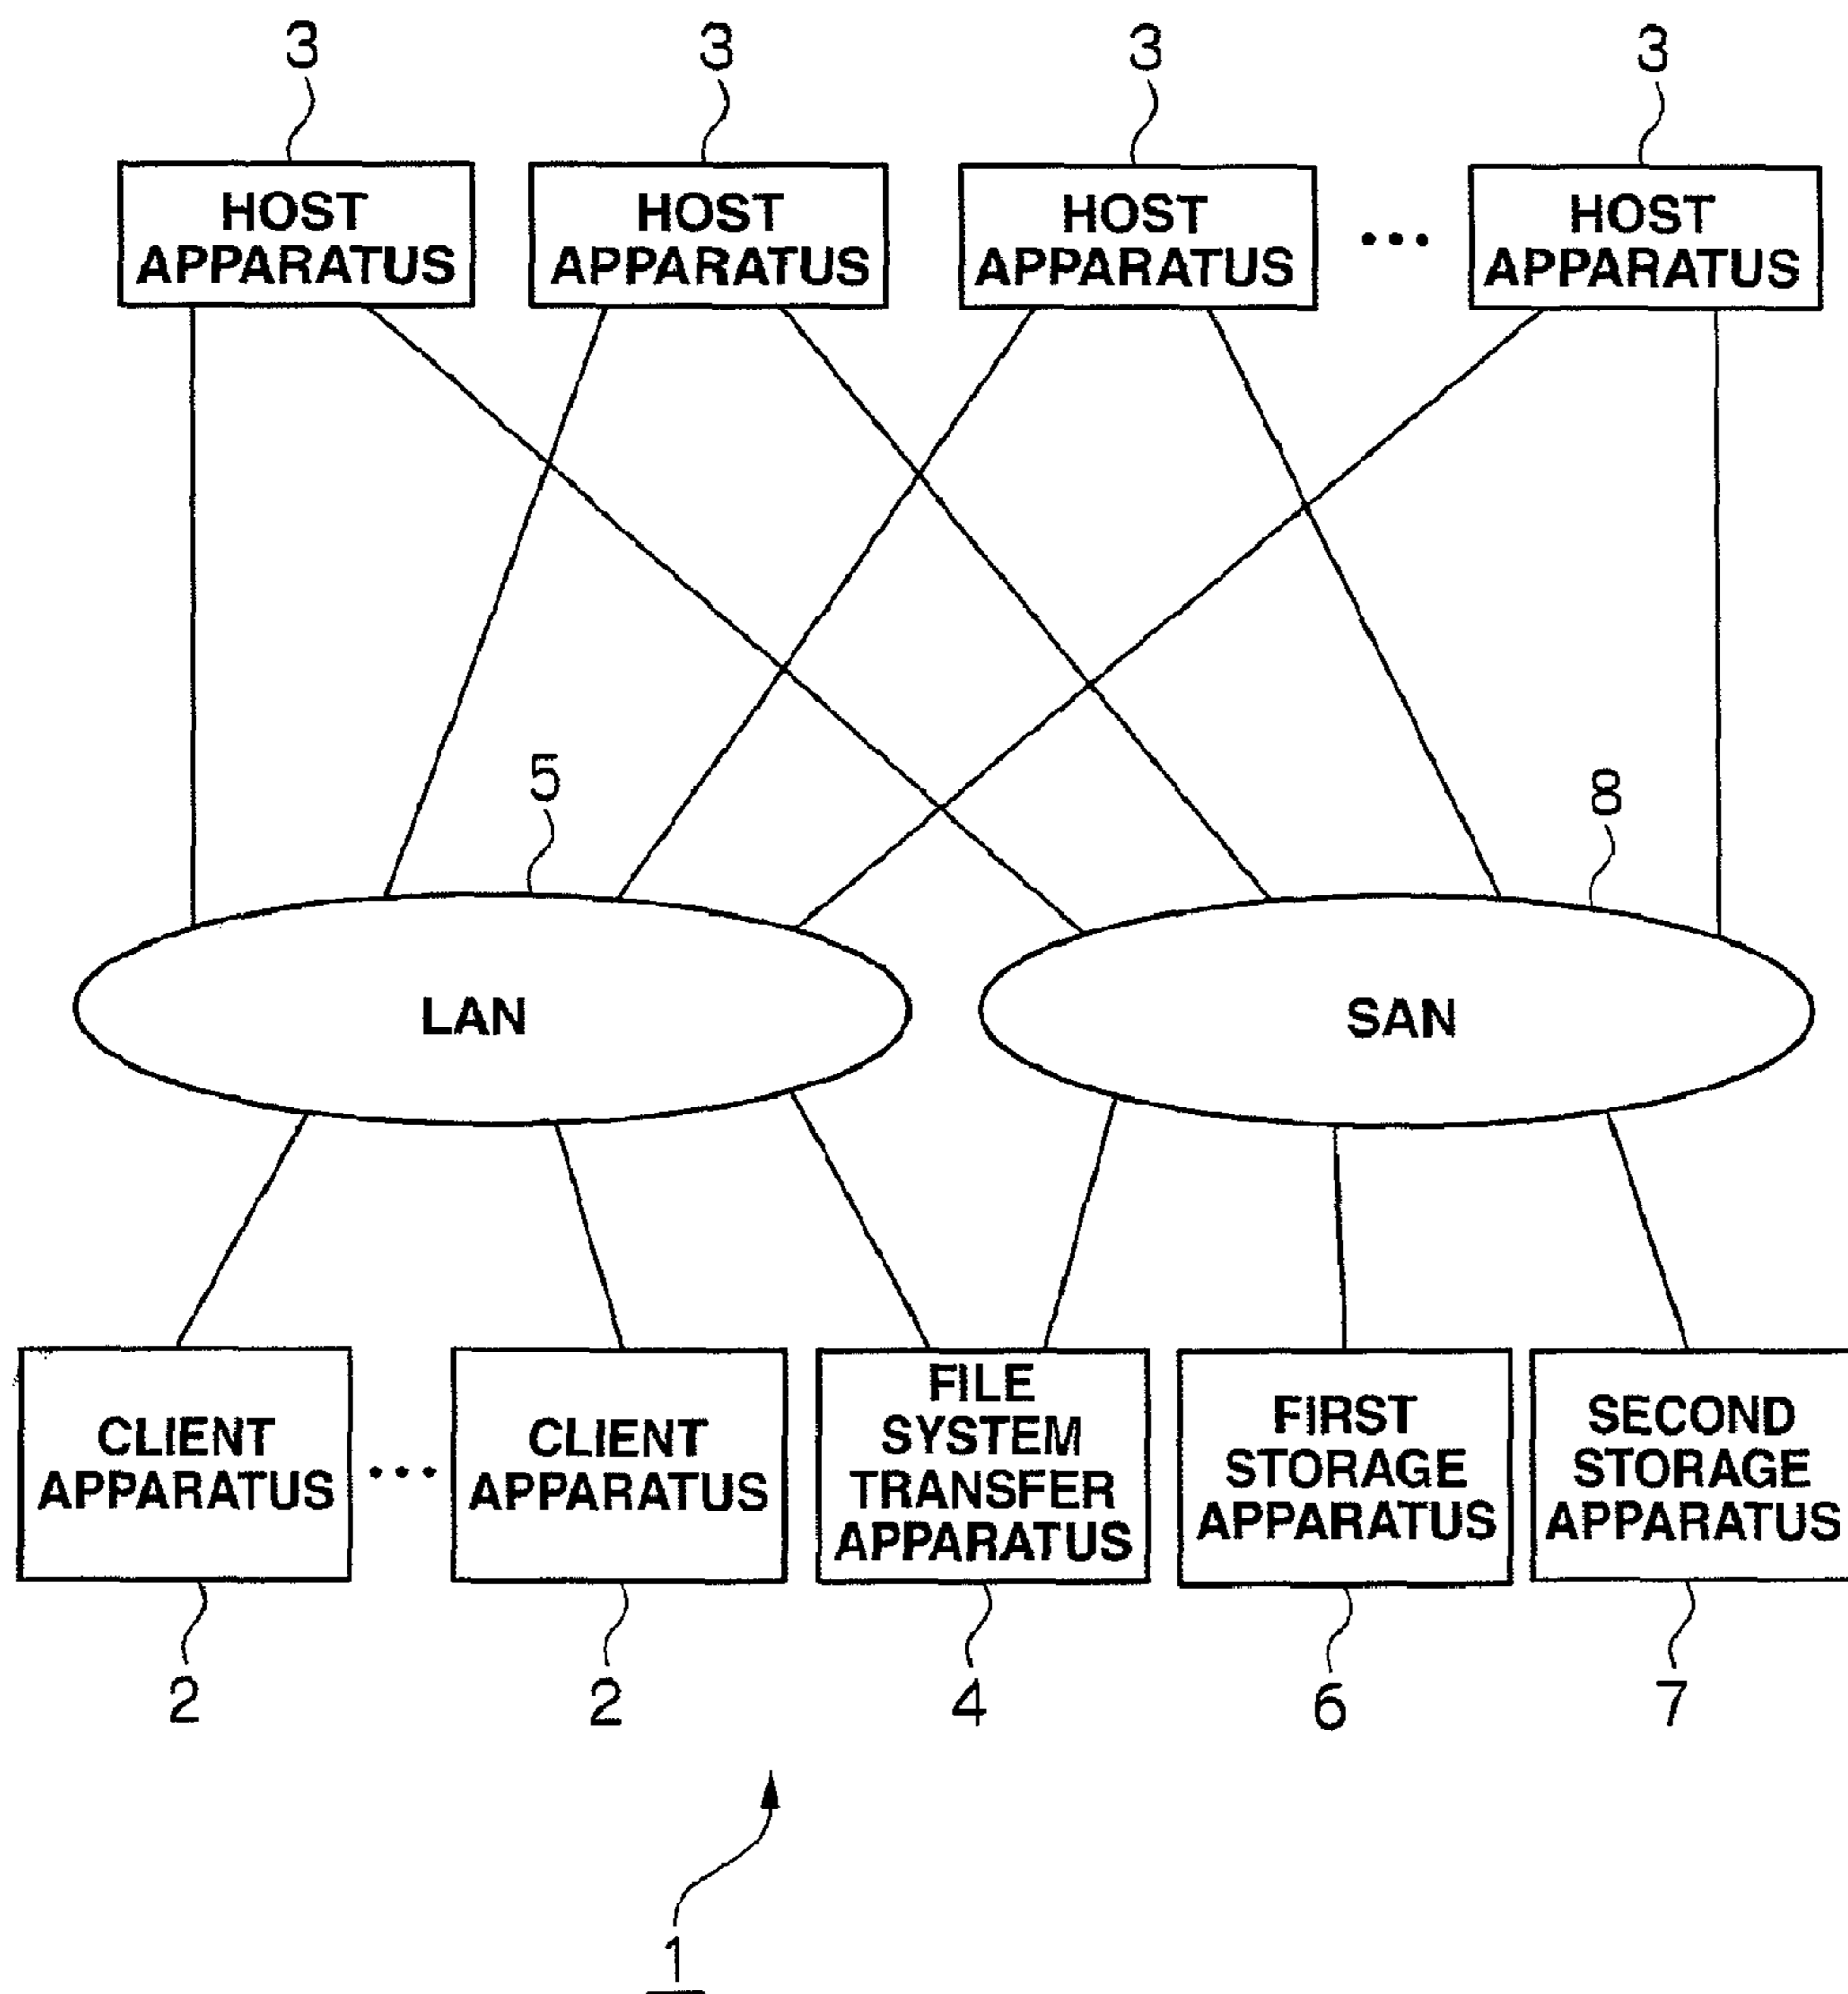 3 3 3 3
HOST APPARATUS
HOST APPARATUS
HOST APPARATUS
...
HOST APPARATUS
5
8
LAN
SAN
CLIENT APPARATUS
...
CLIENT APPARATUS
FILE SYSTEM TRANSFER APPARATUS
FIRST STORAGE APPARATUS
SECOND STORAGE APPARATUS
2 2 4 6 7
1